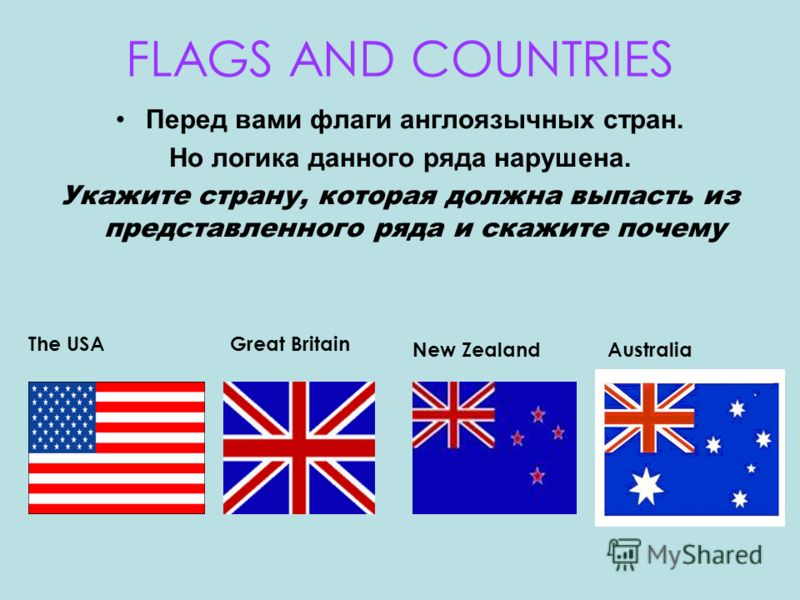 FLAGS AND COUNTRIES
• Перед вами флаги англоязычных стран.
Но логика данного ряда нарушена.
Укажите страну, которая должна выпасть из
представленного ряда и скажите почему
The USA
Great Britain
New Zealand
Australia
MyShared